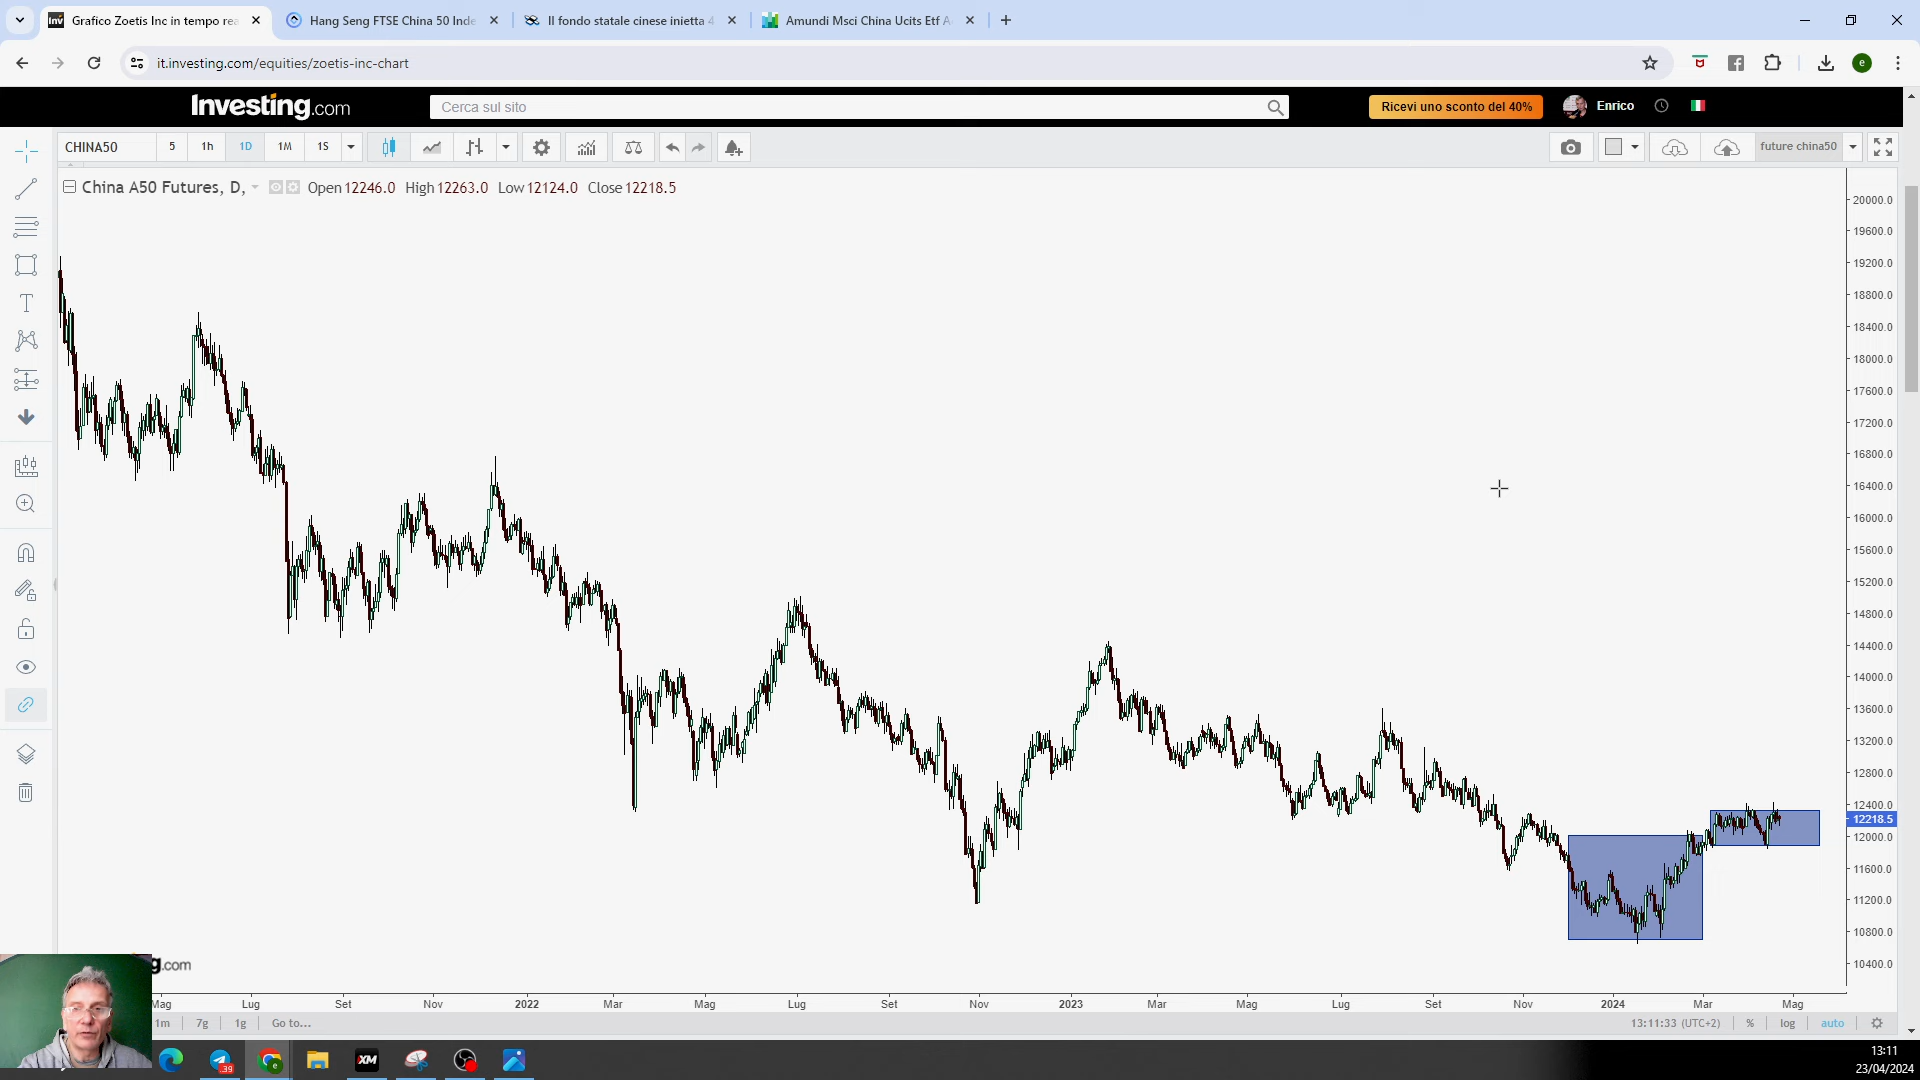 Grafico Zoetis Inc in tempo rea
Hang Seng FTSE China 50 Inde
Il fondo statale cinese inietta 4
Amundi Msci China Ucits Etf A
it.investing.com/equities/zoetis-inc-chart
Investing.com
Cerca sul sito
Ricevi uno sconto del 40%
Enrico
CHINA50 5 1h 1D 1M 1S
future china50
China A50 Futures, D, Open 12246.0 High 12263.0 Low 12124.0 Close 12218.5
20000.0
19600.0
19200.0
18800.0
18400.0
18000.0
17600.0
17200.0
16800.0
16400.0
16000.0
15600.0
15200.0
14800.0
14400.0
14000.0
13600.0
13200.0
12800.0
12400.0
12218.5
12000.0
11600.0
11200.0
10800.0
10400.0
g.com
Mag Lug Set Nov 2022 Mar Mag Lug Set Nov 2023 Mar Mag Lug Set Nov 2024 Mar Mag
1m 7g 1g Go to...
13:11:33 (UTC+2) % log auto
39
XM
13:11
23/04/2024